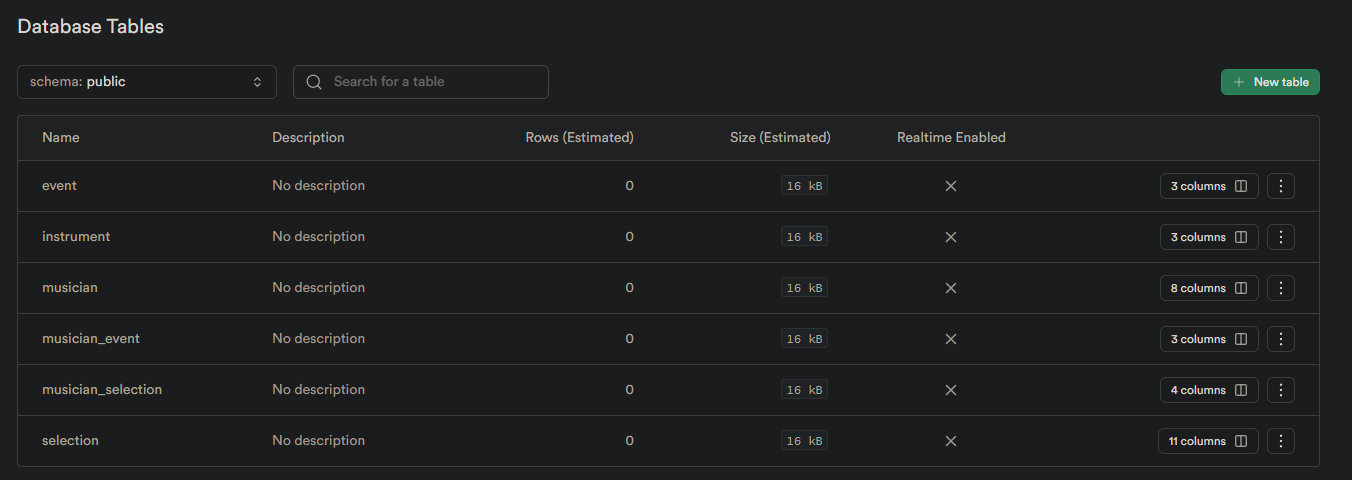 Database Tables
schema: public Search for a table New table
Name Description Rows (Estimated) Size (Estimated) Realtime Enabled
event No description 0 16 kB 3 columns
instrument No description 0 16 kB 3 columns
musician No description 0 16 kB 8 columns
musician_event No description 0 16 kB 3 columns
musician_selection No description 0 16 kB 4 columns
selection No description 0 16 kB 11 columns